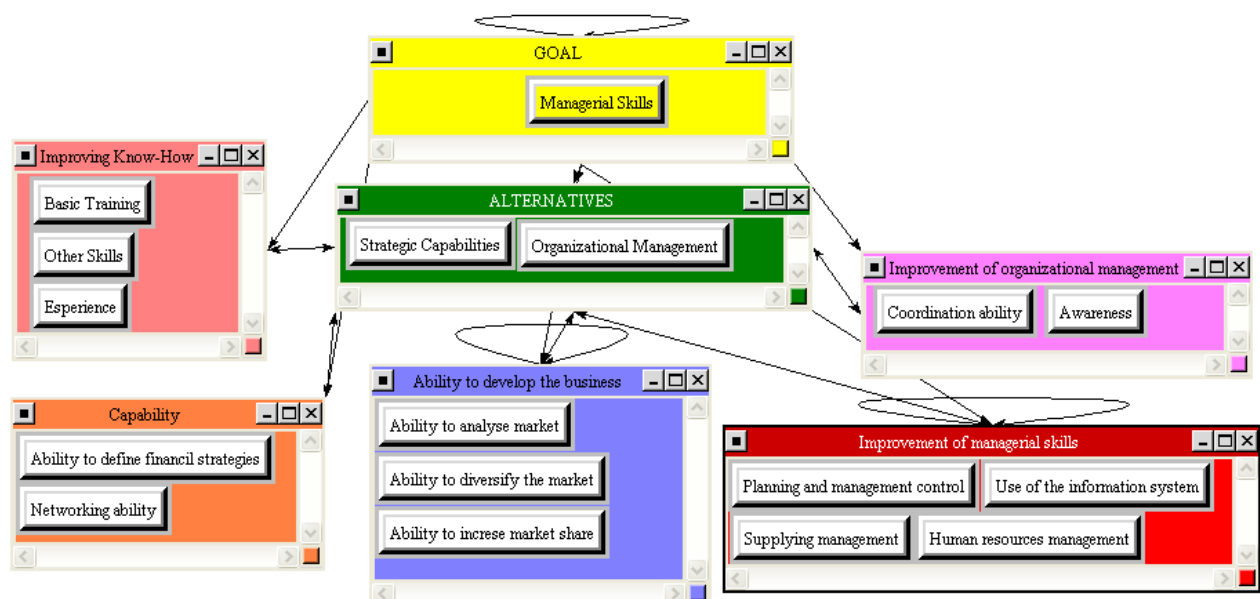 GOAL
Managerial Skills
Improving Know-How
Basic Training
Other Skills
Esperience
ALTERNATIVES
Strategic Capabilities
Organizational Management
Improvement of organizational management
Coordination ability
Awareness
Capability
Ability to define financil strategies
Networking ability
Ability to develop the business
Ability to analyse market
Ability to diversify the market
Ability to increse market share
Improvement of managerial skills
Planning and management control
Use of the information system
Supplying management
Human resources management